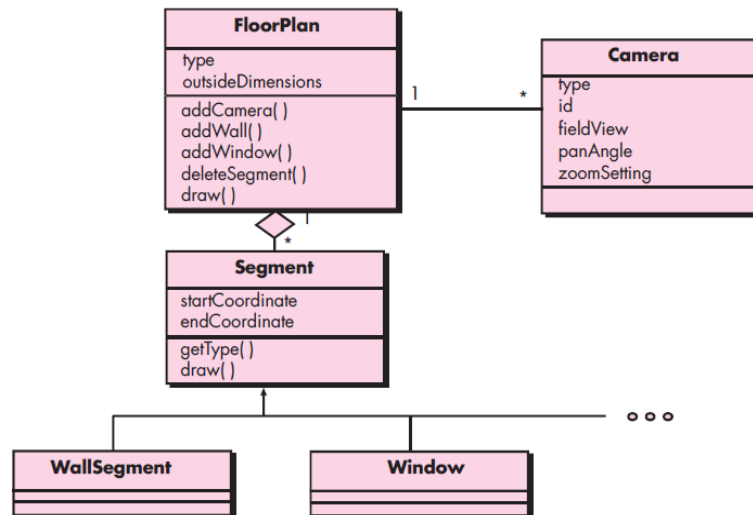 FloorPlan
type
outsideDimensions
addCamera( )
addWall( )
addWindow( )
deleteSegment( )
draw( )
1
*
Camera
type
id
fieldView
panAngle
zoomSetting
1
*
Segment
startCoordinate
endCoordinate
getType( )
draw( )
WallSegment
Window